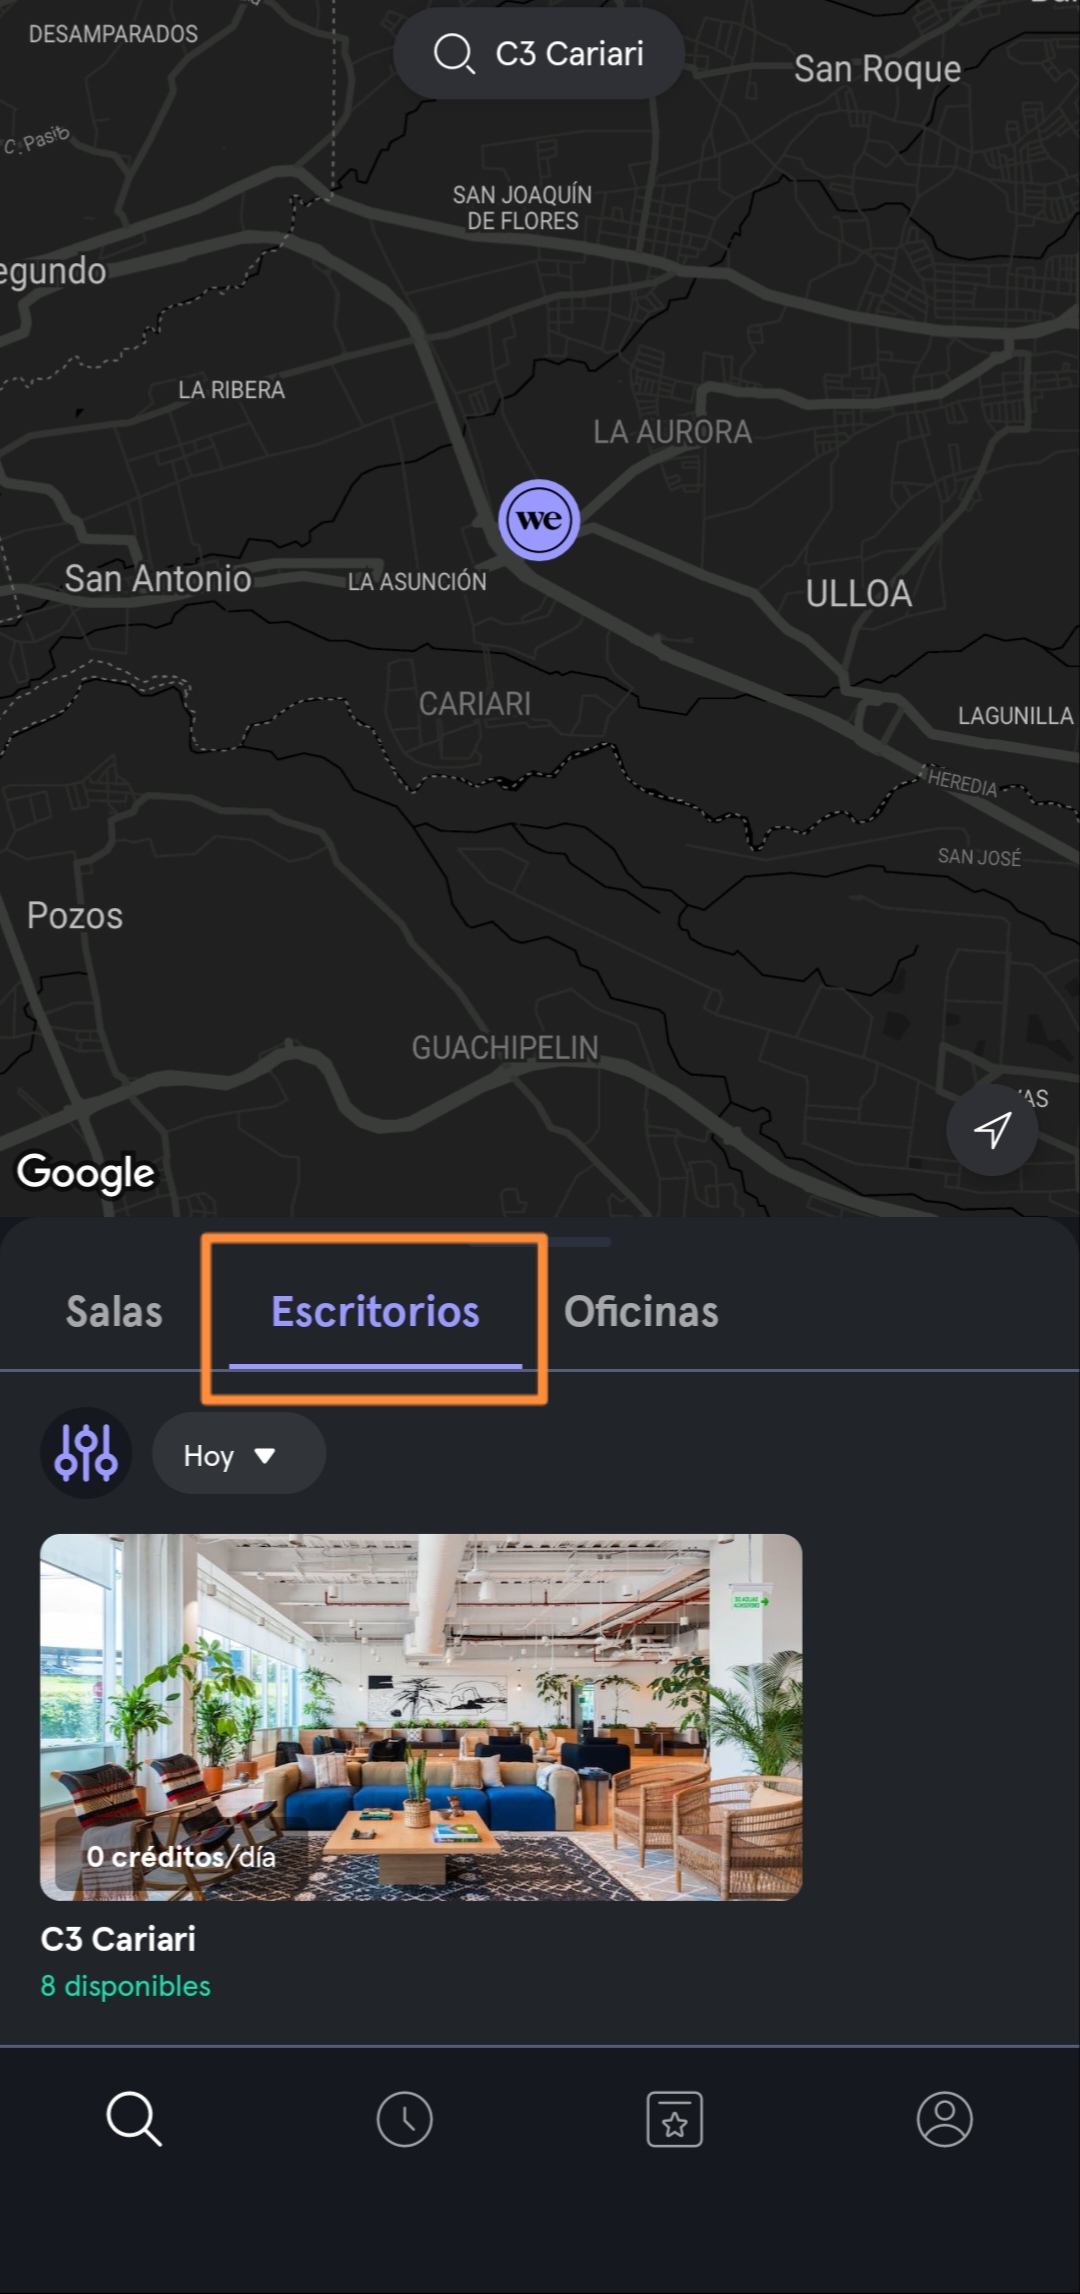 DESAMPARADOS
C3 Cariari
San Roque
C. Pasito
SAN JOAQUÍN
DE FLORES
egundo
LA RIBERA
LA AURORA
we
San Antonio
LA ASUNCIÓN
ULLOA
CARIARI
LAGUNILLA
HEREDIA
SAN JOSÉ
Pozos
GUACHIPELIN
Google
Salas
Escritorios
Oficinas
Hoy
0 créditos/día
C3 Cariari
8 disponibles